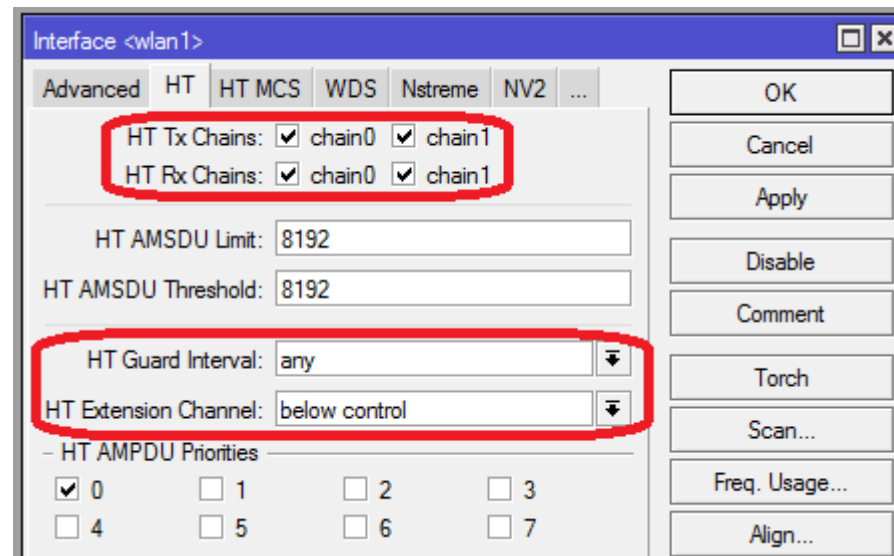 Interface <wlan1>
Advanced HT HT MCS WDS Nstreme NV2 ...
HT Tx Chains: chain0 chain1
HT Rx Chains: chain0 chain1
HT AMSDU Limit: 8192
HT AMSDU Threshold: 8192
HT Guard Interval: any
HT Extension Channel: below control
HT AMPDU Priorities
0 1 2 3
4 5 6 7
OK
Cancel
Apply
Disable
Comment
Torch
Scan...
Freq. Usage...
Align...